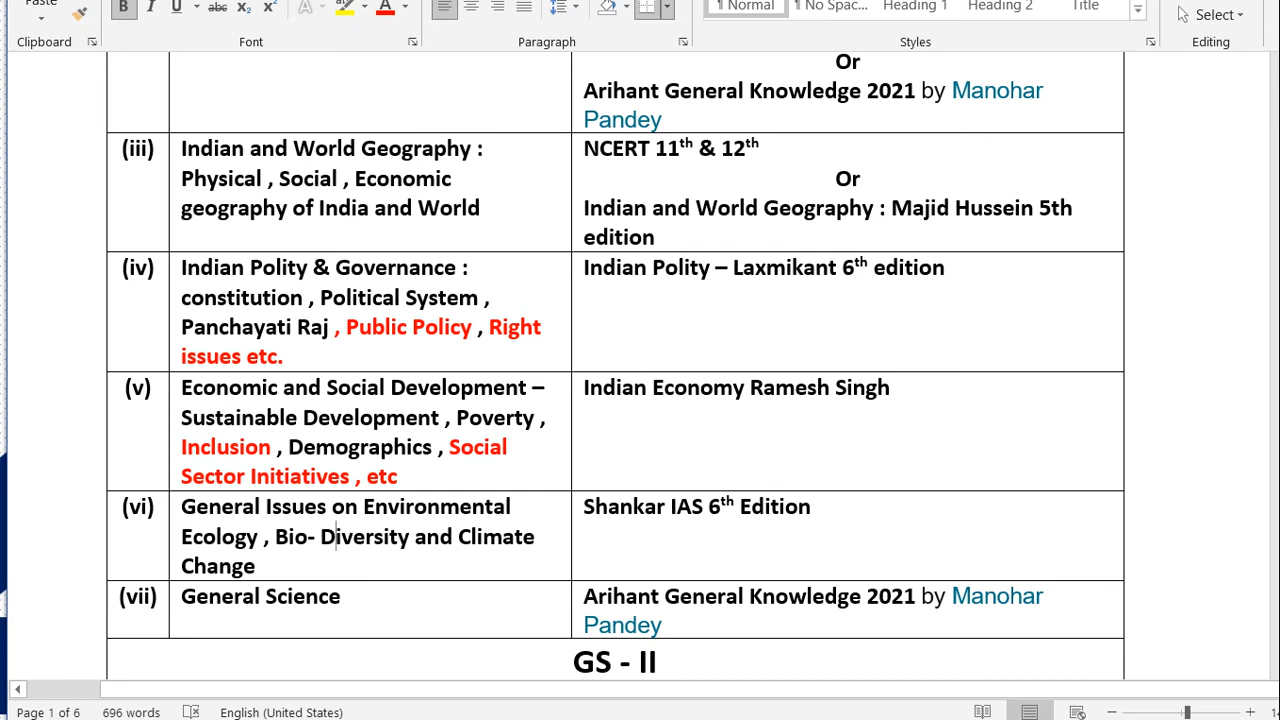 Paste
B I U abc x₂ x² A A
¶ Normal ¶ No Spac... Heading 1 Heading 2 Title
Select
Clipboard Font Paragraph Styles Editing
Or
Arihant General Knowledge 2021 by Manohar
Pandey
(iii) Indian and World Geography :
Physical , Social , Economic
geography of India and World
NCERT 11th & 12th
Or
Indian and World Geography : Majid Hussein 5th
edition
(iv) Indian Polity & Governance :
constitution , Political System ,
Panchayati Raj , Public Policy , Right
issues etc.
Indian Polity – Laxmikant 6th edition
(v) Economic and Social Development –
Sustainable Development , Poverty ,
Inclusion , Demographics , Social
Sector Initiatives , etc
Indian Economy Ramesh Singh
(vi) General Issues on Environmental
Ecology , Bio- Diversity and Climate
Change
Shankar IAS 6th Edition
(vii) General Science
Arihant General Knowledge 2021 by Manohar
Pandey
GS - II
Page 1 of 6 696 words English (United States)